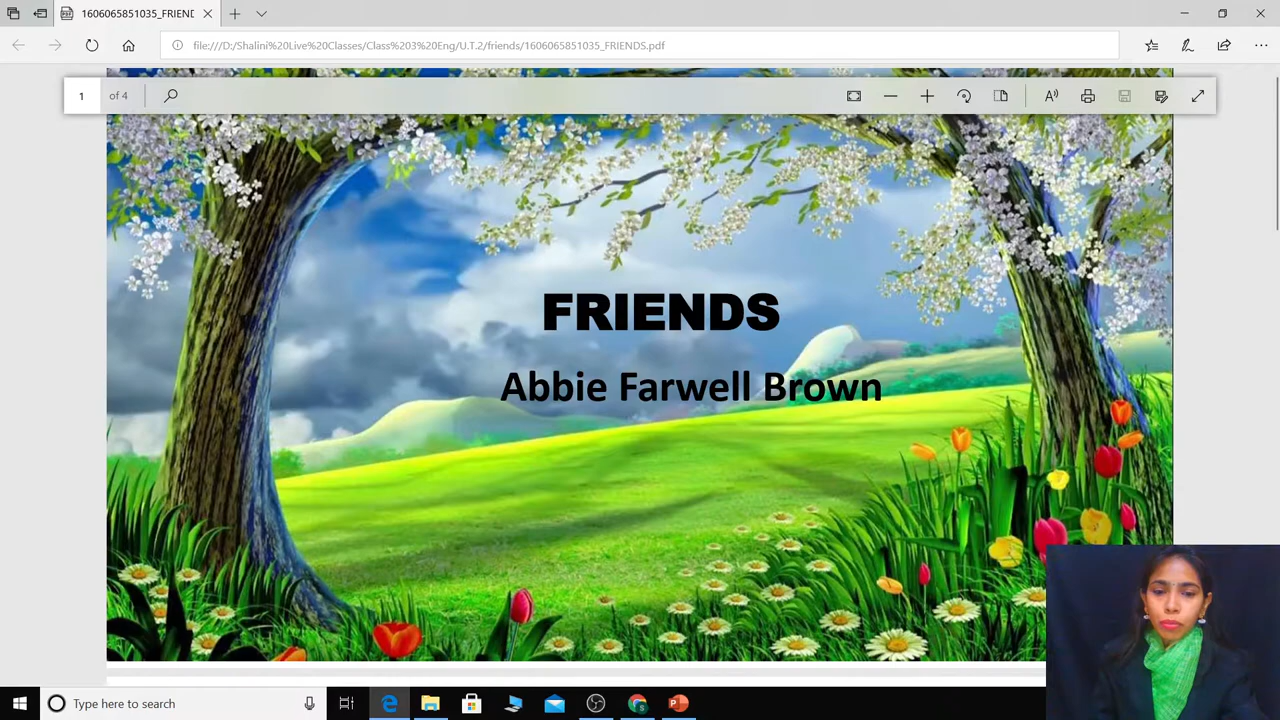 1606065851035_FRIEND
file:///D:/Shalini%20Live%20Classes/Class%203%20Eng/U.T.2/friends/1606065851035_FRIENDS.pdf
1 of 4
FRIENDS
Abbie Farwell Brown
Type here to search